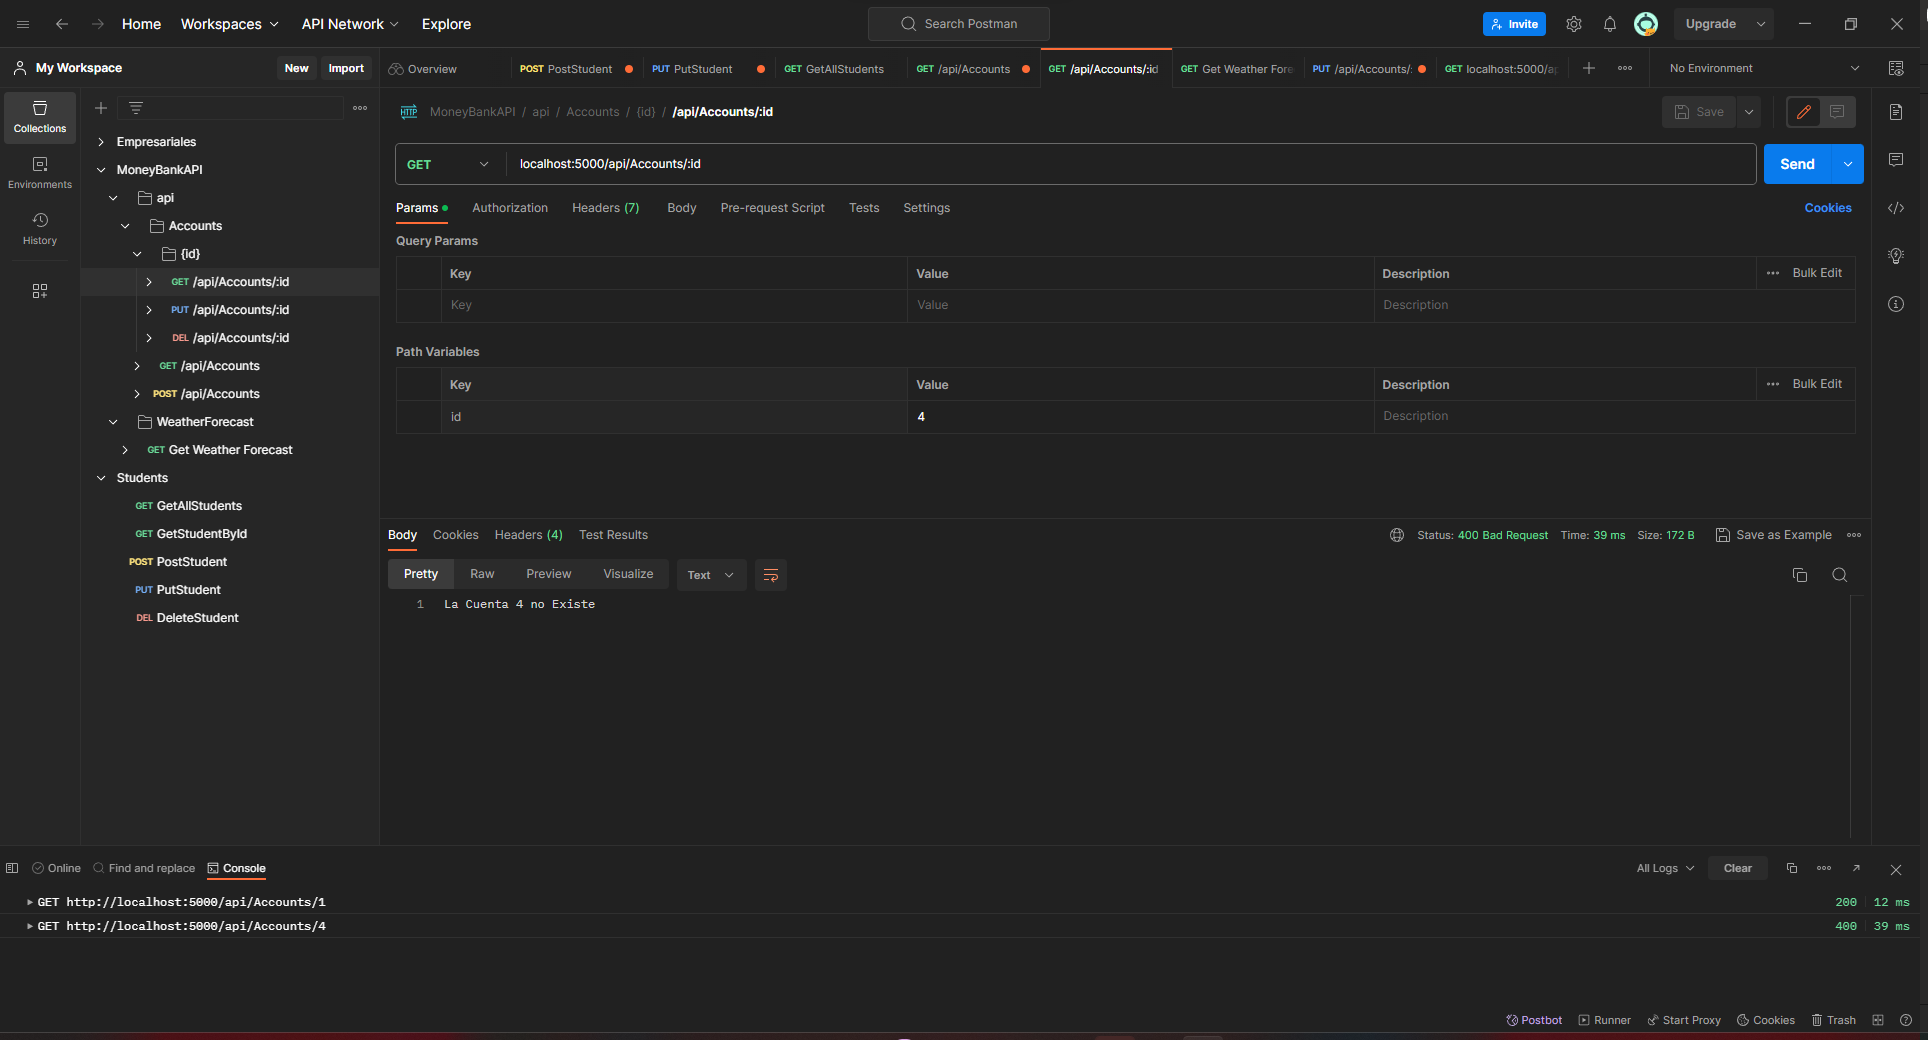 Home Workspaces API Network Explore Search Postman Invite Upgrade
My Workspace New Import Overview POST PostStudent PUT PutStudent GET GetAllStudents GET /api/Accounts GET /api/Accounts/:id GET Get Weather Fore PUT /api/Accounts/: GET localhost:5000/ap No Environment
Collections
Environments
History
Empresariales
MoneyBankAPI
api
Accounts
{id}
GET /api/Accounts/:id
PUT /api/Accounts/:id
DEL /api/Accounts/:id
GET /api/Accounts
POST /api/Accounts
WeatherForecast
GET Get Weather Forecast
Students
GET GetAllStudents
GET GetStudentById
POST PostStudent
PUT PutStudent
DEL DeleteStudent
HTTP MoneyBankAPI / api / Accounts / {id} / /api/Accounts/:id Save
GET localhost:5000/api/Accounts/:id Send
Params Authorization Headers (7) Body Pre-request Script Tests Settings Cookies
Query Params
Key Value Description Bulk Edit
Key Value Description
Path Variables
Key Value Description Bulk Edit
id 4 Description
Body Cookies Headers (4) Test Results Status: 400 Bad Request Time: 39 ms Size: 172 B Save as Example
Pretty Raw Preview Visualize Text
1 La Cuenta 4 no Existe
Online Find and replace Console All Logs Clear
GET http://localhost:5000/api/Accounts/1 200 12 ms
GET http://localhost:5000/api/Accounts/4 400 39 ms
Postbot Runner Start Proxy Cookies Trash